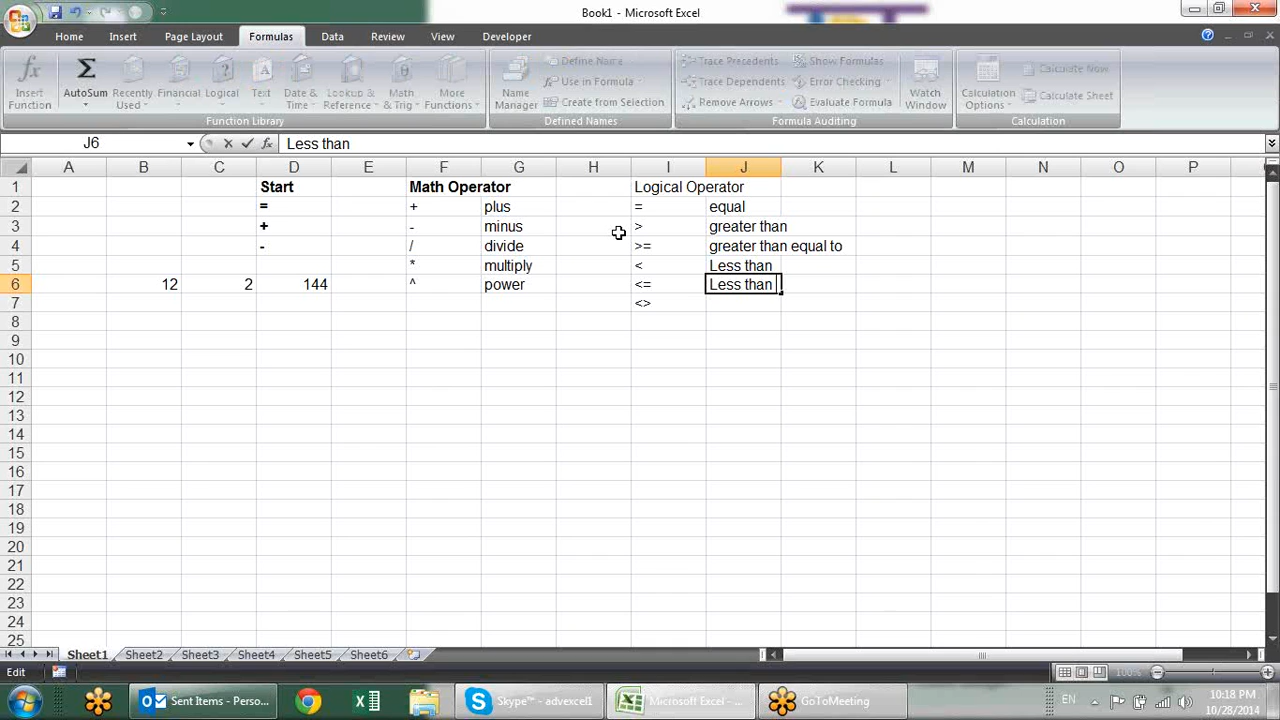 Book1 - Microsoft Excel
Home Insert Page Layout Formulas Data Review View Developer
Insert Function
AutoSum
Recently Used
Financial
Logical
Text
Date & Time
Lookup & Reference
Math & Trig
More Functions
Function Library
Name Manager
Define Name
Use in Formula
Create from Selection
Defined Names
Trace Precedents
Trace Dependents
Remove Arrows
Show Formulas
Error Checking
Evaluate Formula
Formula Auditing
Watch Window
Calculation Options
Calculate Now
Calculate Sheet
Calculation
J6 fx Less than
A B C D E F G H I J K L M N O P
1 Start Math Operator Logical Operator
2 = + plus = equal
3 + - minus > greater than
4 - / divide >= greater than equal to
5 * multiply < Less than
6 12 2 144 ^ power <= Less than
7 <>
8
9
10
11
12
13
14
15
16
17
18
19
20
21
22
23
24
25
Sheet1 Sheet2 Sheet3 Sheet4 Sheet5 Sheet6
Edit 100%
Sent Items - Perso...
Skype™ - advexcel1
Microsoft Excel - ...
GoToMeeting
EN
10:18 PM
10/28/2014